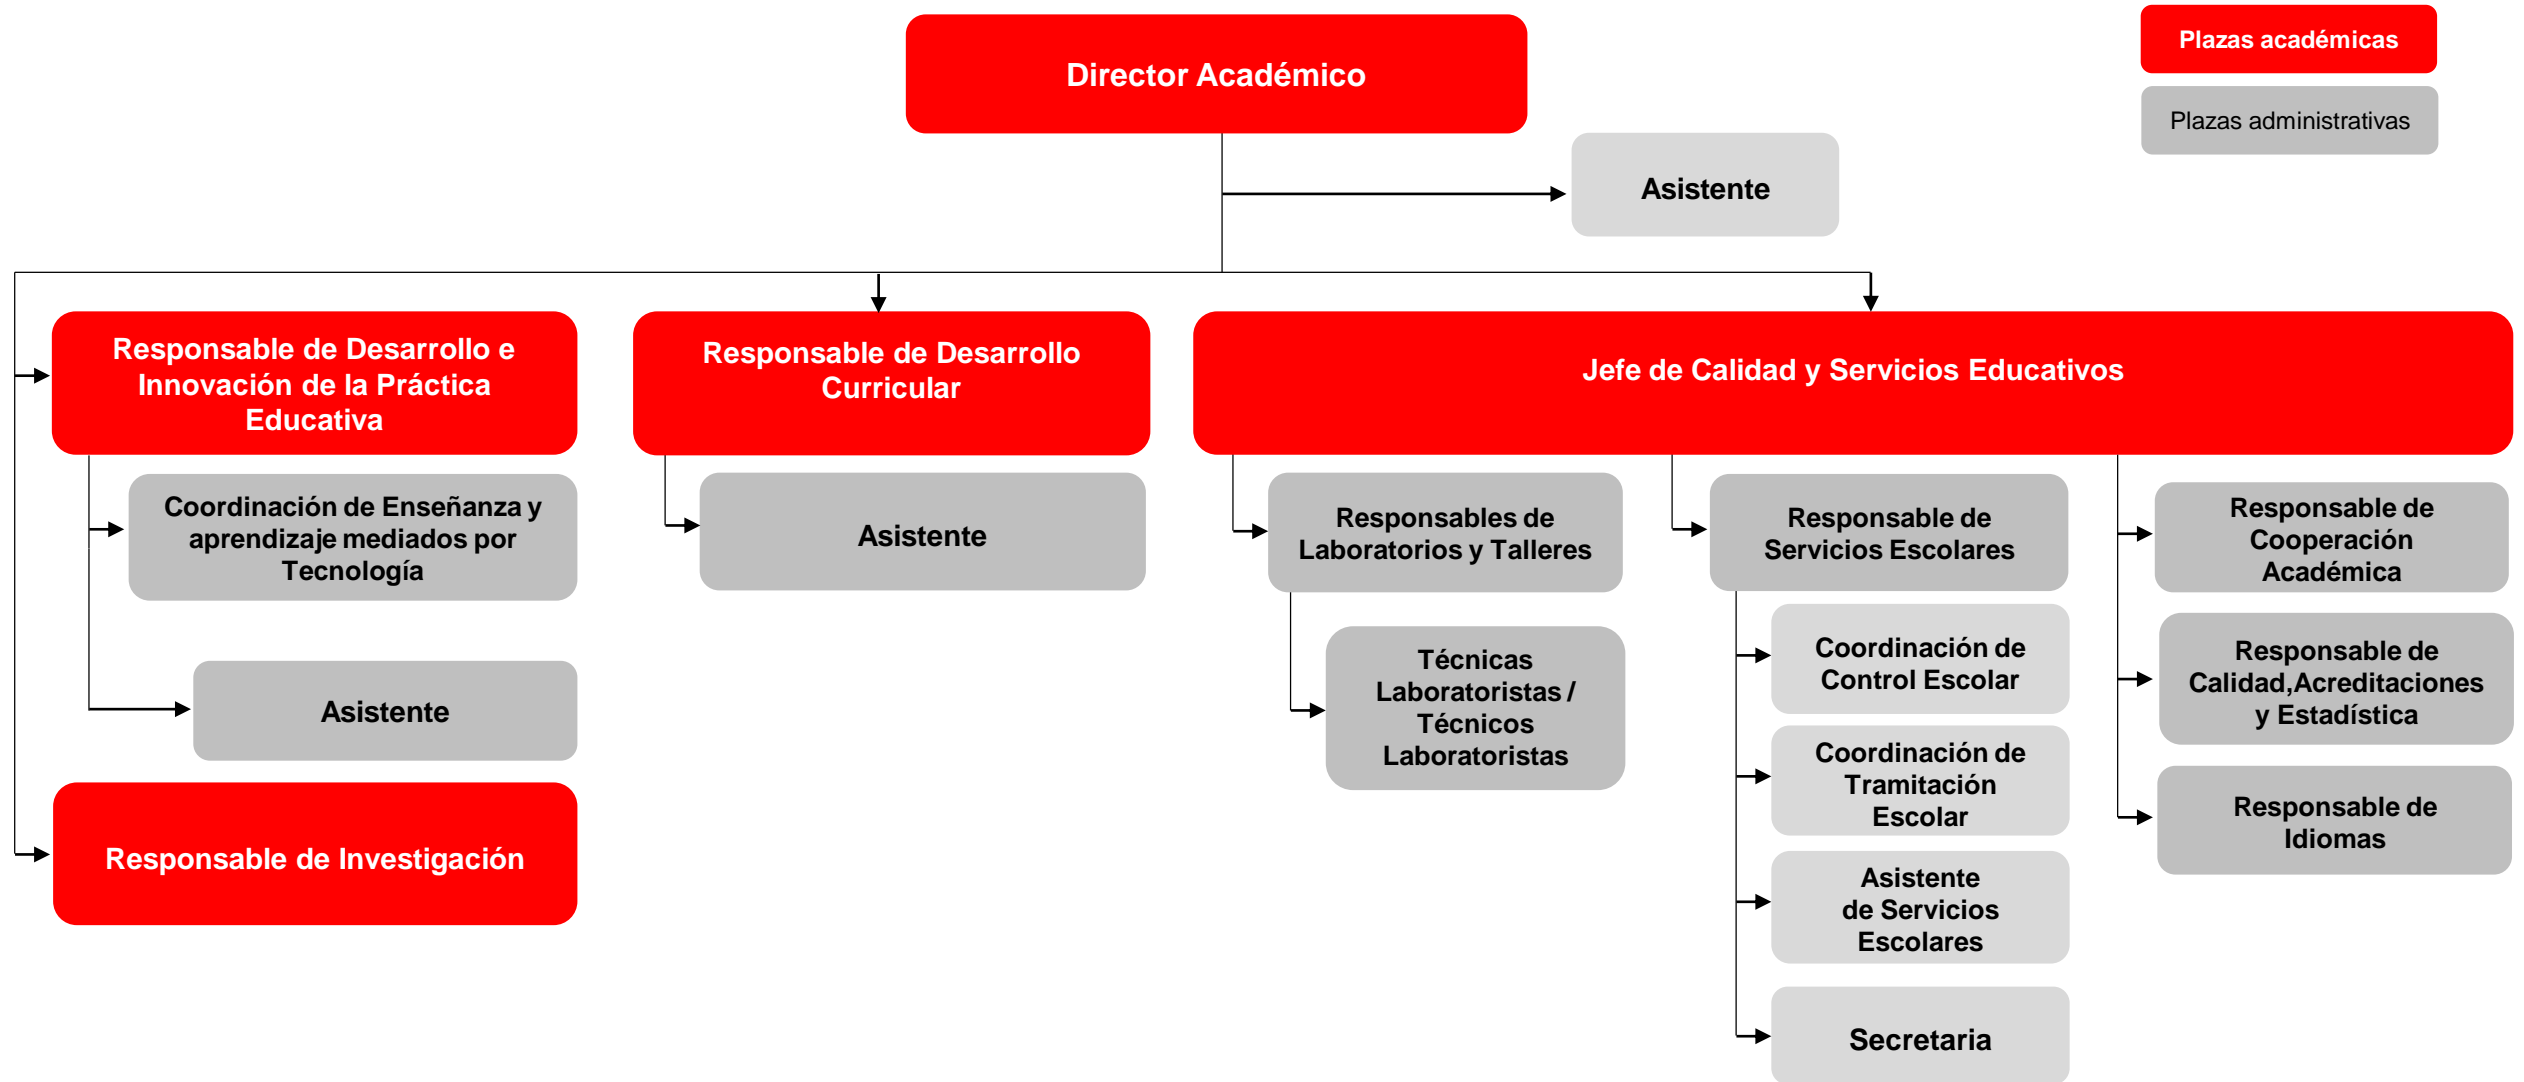 Director Académico
Plazas académicas
Plazas administrativas
Asistente
Responsable de Desarrollo e
Innovación de la Práctica
Educativa
Coordinación de Enseñanza y
aprendizaje mediados por
Tecnología
Asistente
Responsable de Investigación
Responsable de Desarrollo
Curricular
Asistente
Jefe de Calidad y Servicios Educativos
Responsables de
Laboratorios y Talleres
Técnicas
Laboratoristas /
Técnicos
Laboratoristas
Responsable de
Servicios Escolares
Coordinación de
Control Escolar
Coordinación de
Tramitación
Escolar
Asistente
de Servicios
Escolares
Secretaria
Responsable de
Cooperación
Académica
Responsable de
Calidad,Acreditaciones
y Estadística
Responsable de
Idiomas